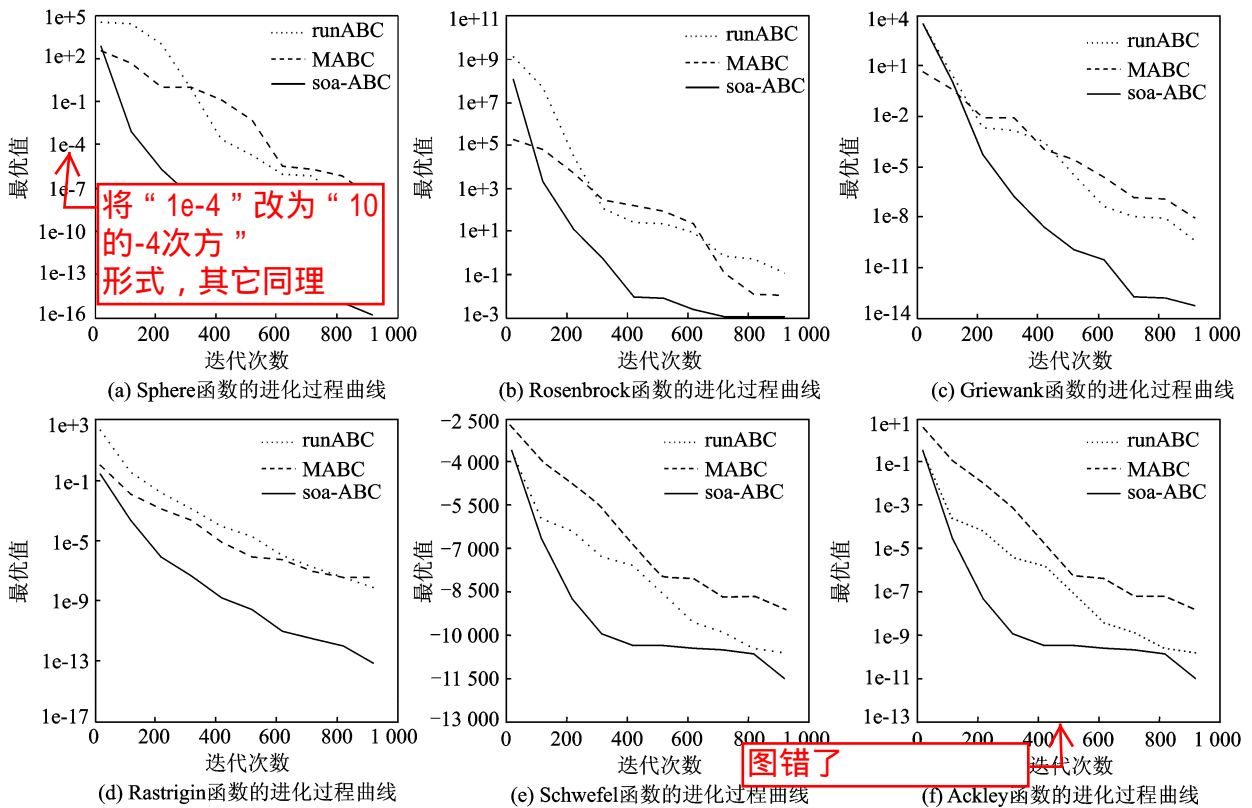 1e+5
1e+2
1e-1
1e-4
1e-7
1e-10
1e-13
1e-16
最优值
runABC
MABC
soa-ABC
将“1e-4”改为“10
的-4次方”
形式,其它同理
0 200 400 600 800 1 000
迭代次数
(a) Sphere函数的进化过程曲线
1e+11
1e+9
1e+7
1e+5
1e+3
1e+1
1e-1
1e-3
最优值
runABC
MABC
soa-ABC
0 200 400 600 800 1 000
迭代次数
(b) Rosenbrock函数的进化过程曲线
1e+4
1e+1
1e-2
1e-5
1e-8
1e-11
1e-14
最优值
runABC
MABC
soa-ABC
0 200 400 600 800 1 000
迭代次数
(c) Griewank函数的进化过程曲线
1e+3
1e-1
1e-5
1e-9
1e-13
1e-17
最优值
runABC
MABC
soa-ABC
0 200 400 600 800 1 000
迭代次数
(d) Rastrigin函数的进化过程曲线
−2 500
−4 000
−5 500
−7 000
−8 500
−10 000
−11 500
−13 000
最优值
runABC
MABC
soa-ABC
0 200 400 600 800 1 000
迭代次数
(e) Schwefel函数的进化过程曲线
1e+1
1e-1
1e-3
1e-5
1e-7
1e-9
1e-11
1e-13
最优值
runABC
MABC
soa-ABC
0 200 400 600 800 1 000
图错了
迭代次数
(f) Ackley函数的进化过程曲线